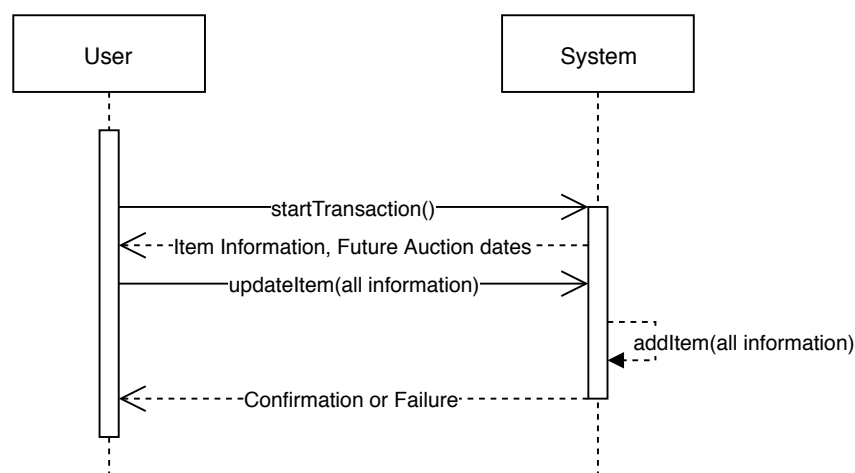 User
System
startTransaction()
Item Information, Future Auction dates
updateItem(all information)
addItem(all information)
Confirmation or Failure